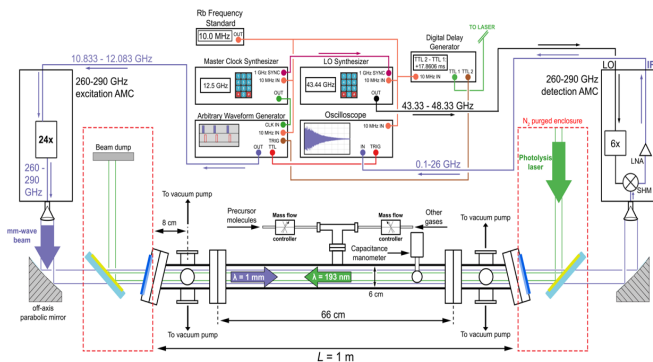 Rb Frequency
Standard
10.0 MHz
OUT
TO LASER
Master Clock Synthesizer
1 GHz SYNC
12.5 GHz
10 MHz IN
OUT
LO Synthesizer
1 GHz SYNC
43.44 GHz
10 MHz IN
OUT
Digital Delay
Generator
TTL 2 - TTL 1:
+17.8606 ms
10 MHz IN
TTL 1
TTL 2
10.833 - 12.083 GHz
43.33 - 48.33 GHz
Arbitrary Waveform Generator
CLK IN
10 MHz IN
TRIG
OUT
TTL
Oscilloscope
10 MHz IN
IN
TRIG
0.1-26 GHz
260-290 GHz
excitation AMC
24x
260 -
290
GHz
mm-wave
beam
off-axis
parabolic mirror
Beam dump
260-290 GHz
detection AMC
LO
IF
6x
LNA
SHM
N2 purged enclosure
Photolysis
laser
To vacuum pump
8 cm
Precursor
molecules
Mass flow
controller
Mass flow
controller
Other
gases
Capacitance
manometer
To vacuum pump
λ = 1 mm
λ = 193 nm
6 cm
To vacuum pump
66 cm
To vacuum pump
L = 1 m